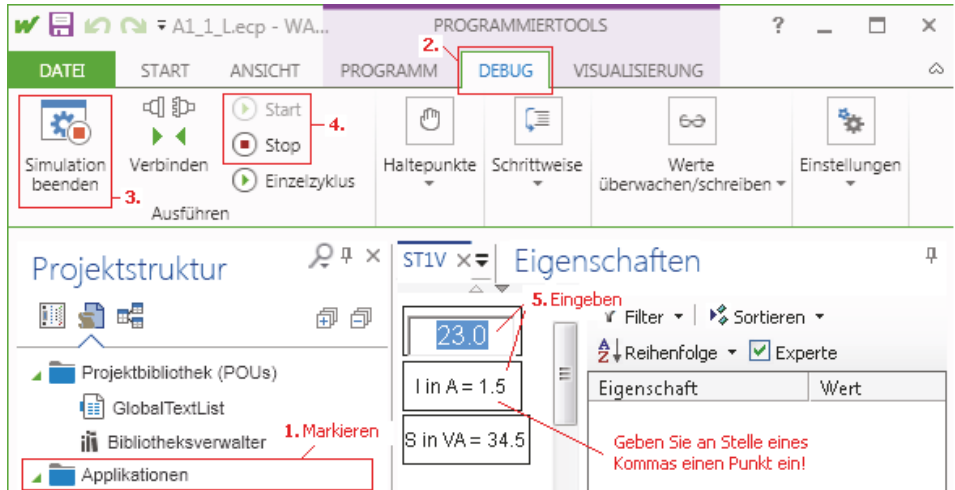 A1_1_L.ecp - WA...
PROGRAMMIERTOOLS
?
2.
DATEI START ANSICHT PROGRAMM DEBUG VISUALISIERUNG
Simulation beenden
3.
Verbinden
Start
Stop
4.
Einzelzyklus
Ausführen
Haltepunkte
Schrittweise
Werte überwachen/schreiben
Einstellungen
Projektstruktur
Projektbibliothek (POUs)
GlobalTextList
Bibliotheksverwalter
1. Markieren
Applikationen
ST1V
5. Eingeben
23.0
I in A = 1.5
S in VA = 34.5
Eigenschaften
Filter Sortieren
A Z Reihenfolge Experte
Eigenschaft Wert
Geben Sie an Stelle eines
Kommas einen Punkt ein!